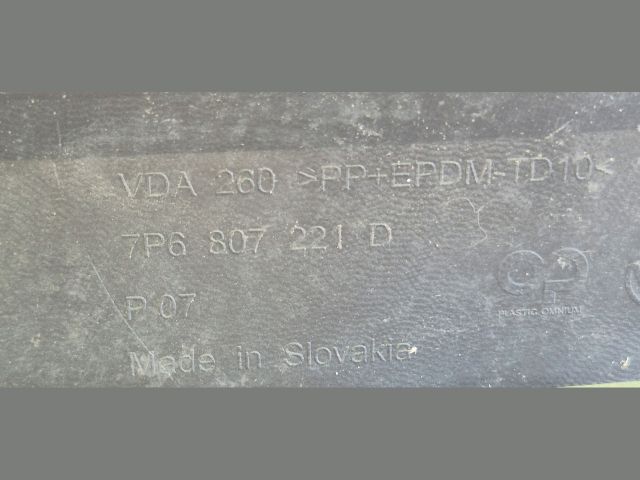 VDA 260 >PP+EPDM-TD10<
7P6 807 221 D
P 07
PLASTIC OMNIUM
Made in Slovakia